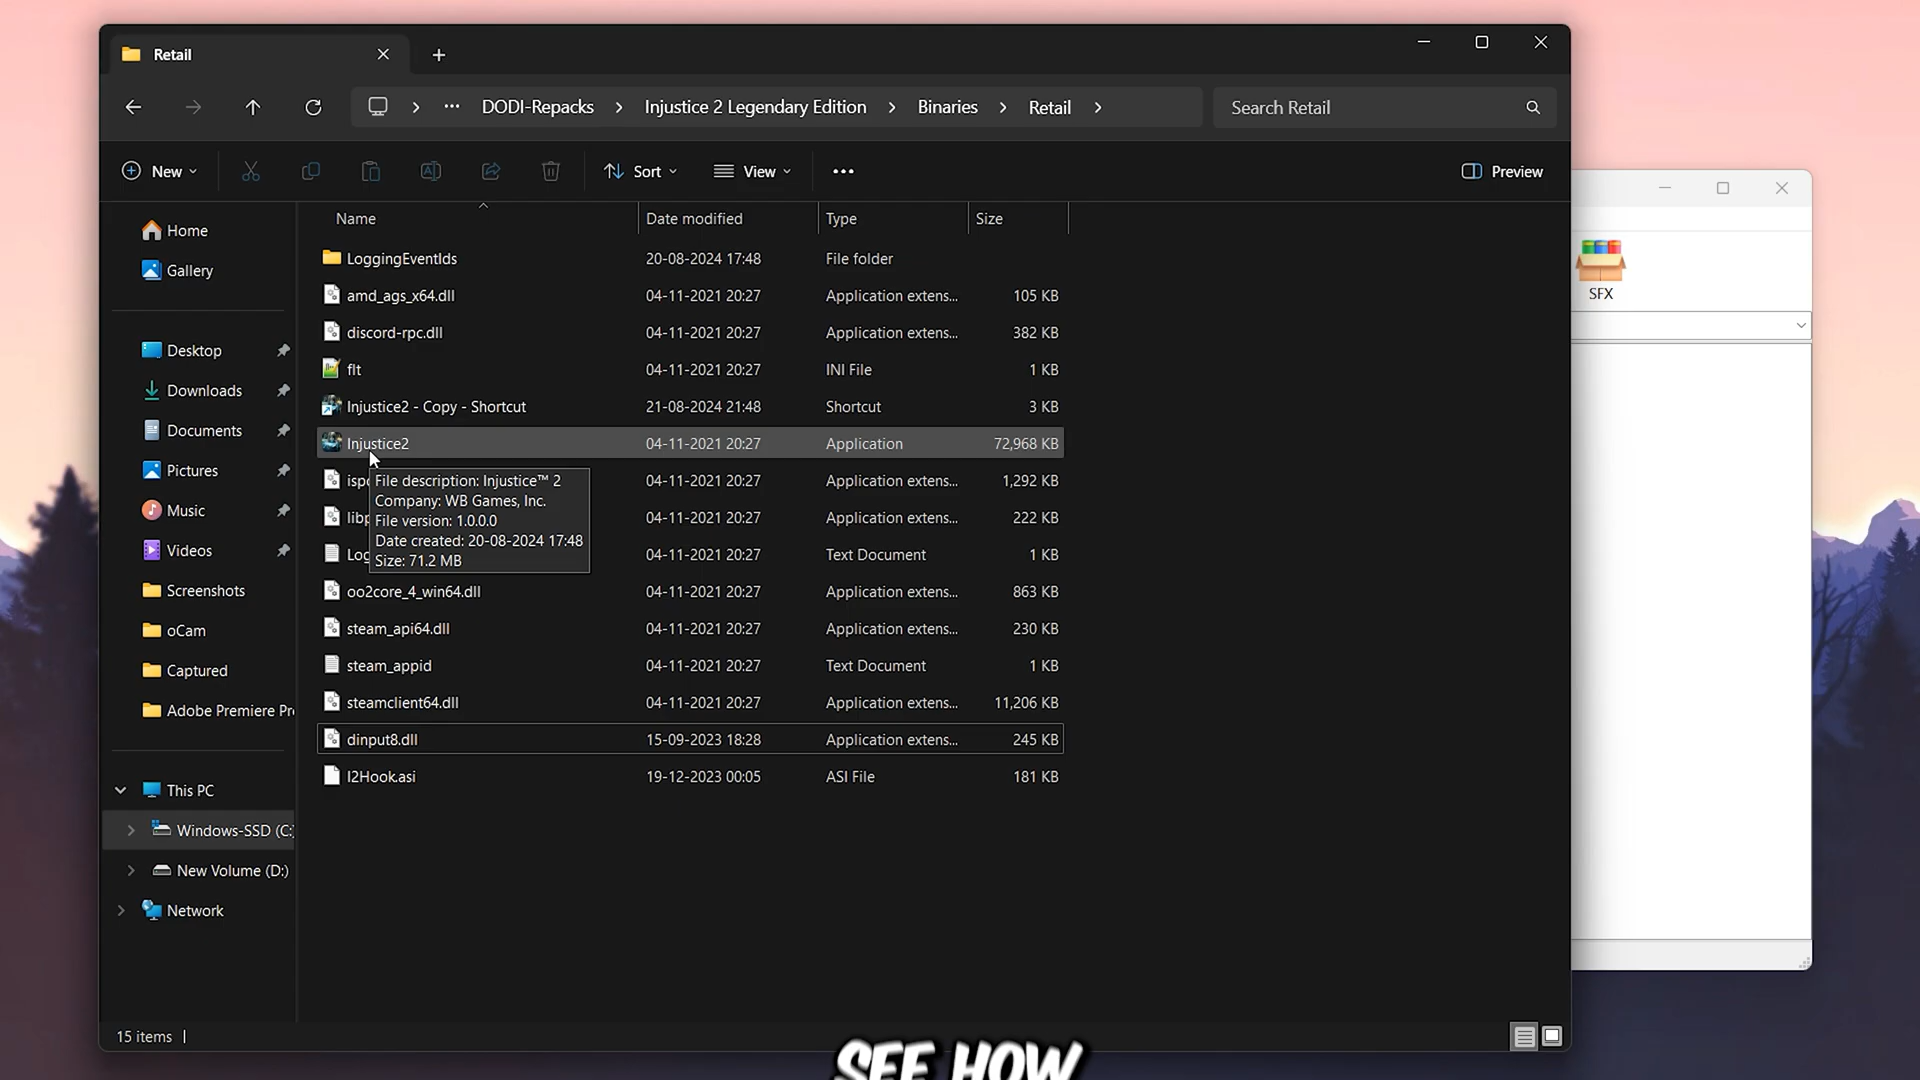 Retail
DODI-Repacks
Injustice 2 Legendary Edition
Binaries
Retail
Search Retail
New
Sort
View
Preview
Name
Date modified
Type
Size
LoggingEventIds 20-08-2024 17:48 File folder
amd_ags_x64.dll 04-11-2021 20:27 Application extens... 105 KB
discord-rpc.dll 04-11-2021 20:27 Application extens... 382 KB
flt 04-11-2021 20:27 INI File 1 KB
Injustice2 - Copy - Shortcut 21-08-2024 21:48 Shortcut 3 KB
Injustice2 04-11-2021 20:27 Application 72,968 KB
04-11-2021 20:27 Application extens... 1,292 KB
04-11-2021 20:27 Application extens... 222 KB
04-11-2021 20:27 Text Document 1 KB
File description: Injustice™ 2
Company: WB Games, Inc.
File version: 1.0.0.0
Date created: 20-08-2024 17:48
Size: 71.2 MB
oo2core_4_win64.dll 04-11-2021 20:27 Application extens... 863 KB
steam_api64.dll 04-11-2021 20:27 Application extens... 230 KB
steam_appid 04-11-2021 20:27 Text Document 1 KB
steamclient64.dll 04-11-2021 20:27 Application extens... 11,206 KB
dinput8.dll 15-09-2023 18:28 Application extens... 245 KB
I2Hook.asi 19-12-2023 00:05 ASI File 181 KB
Home
Gallery
Desktop
Downloads
Documents
Pictures
Music
Videos
Screenshots
oCam
Captured
Adobe Premiere Pr
This PC
Windows-SSD (C:)
New Volume (D:)
Network
15 items
SFX
SEE HOW